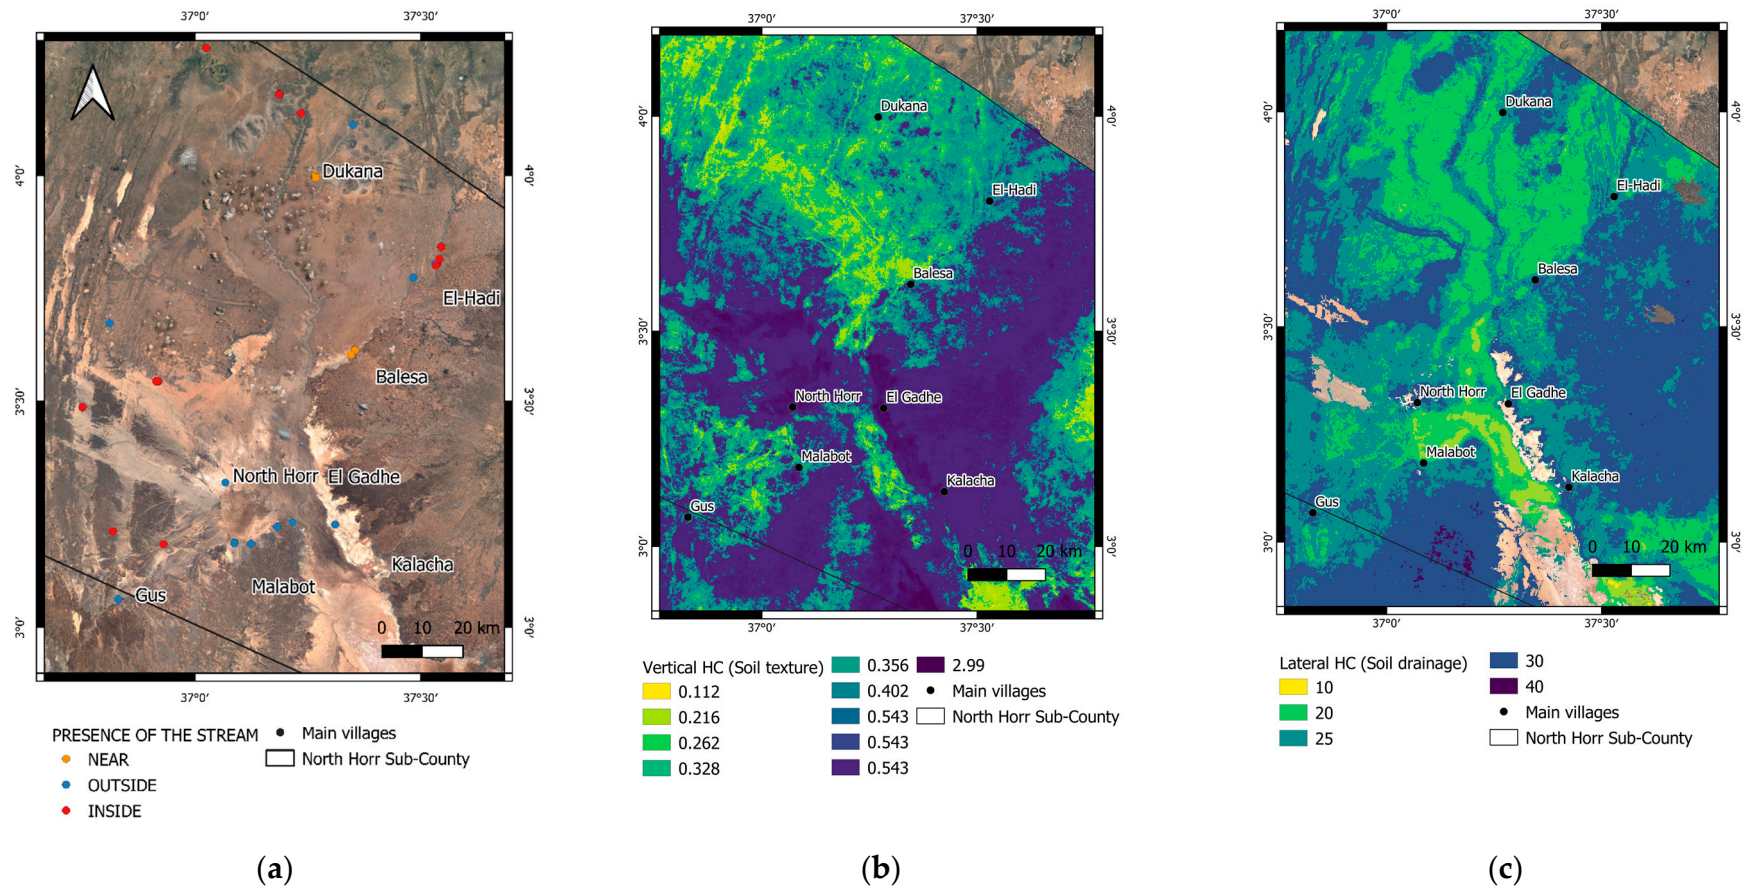 37°0' 37°30'
4°0' 4°0'
3°30' 3°30'
3°0' 3°0'
Dukana
El-Hadi
Balesa
North Horr El Gadhe
Kalacha
Malabot
Gus
0 10 20 km
37°0' 37°30'
PRESENCE OF THE STREAM
NEAR
OUTSIDE
INSIDE
Main villages
North Horr Sub-County
(a)
37°0' 37°30'
4°0' 4°0'
3°30' 3°30'
3°0' 3°0'
Dukana
El-Hadi
Balesa
North Horr El Gadhe
Malabot
Kalacha
Gus
0 10 20 km
37°0' 37°30'
Vertical HC (Soil texture)
0.112
0.216
0.262
0.328
0.356
0.402
0.543
0.543
0.543
2.99
Main villages
North Horr Sub-County
(b)
37°0' 37°30'
4°0' 4°0'
3°30' 3°30'
3°0' 3°0'
Dukana
El-Hadi
Balesa
North Horr El Gadhe
Malabot
Kalacha
Gus
0 10 20 km
37°0' 37°30'
Lateral HC (Soil drainage)
10
20
25
30
40
Main villages
North Horr Sub-County
(c)